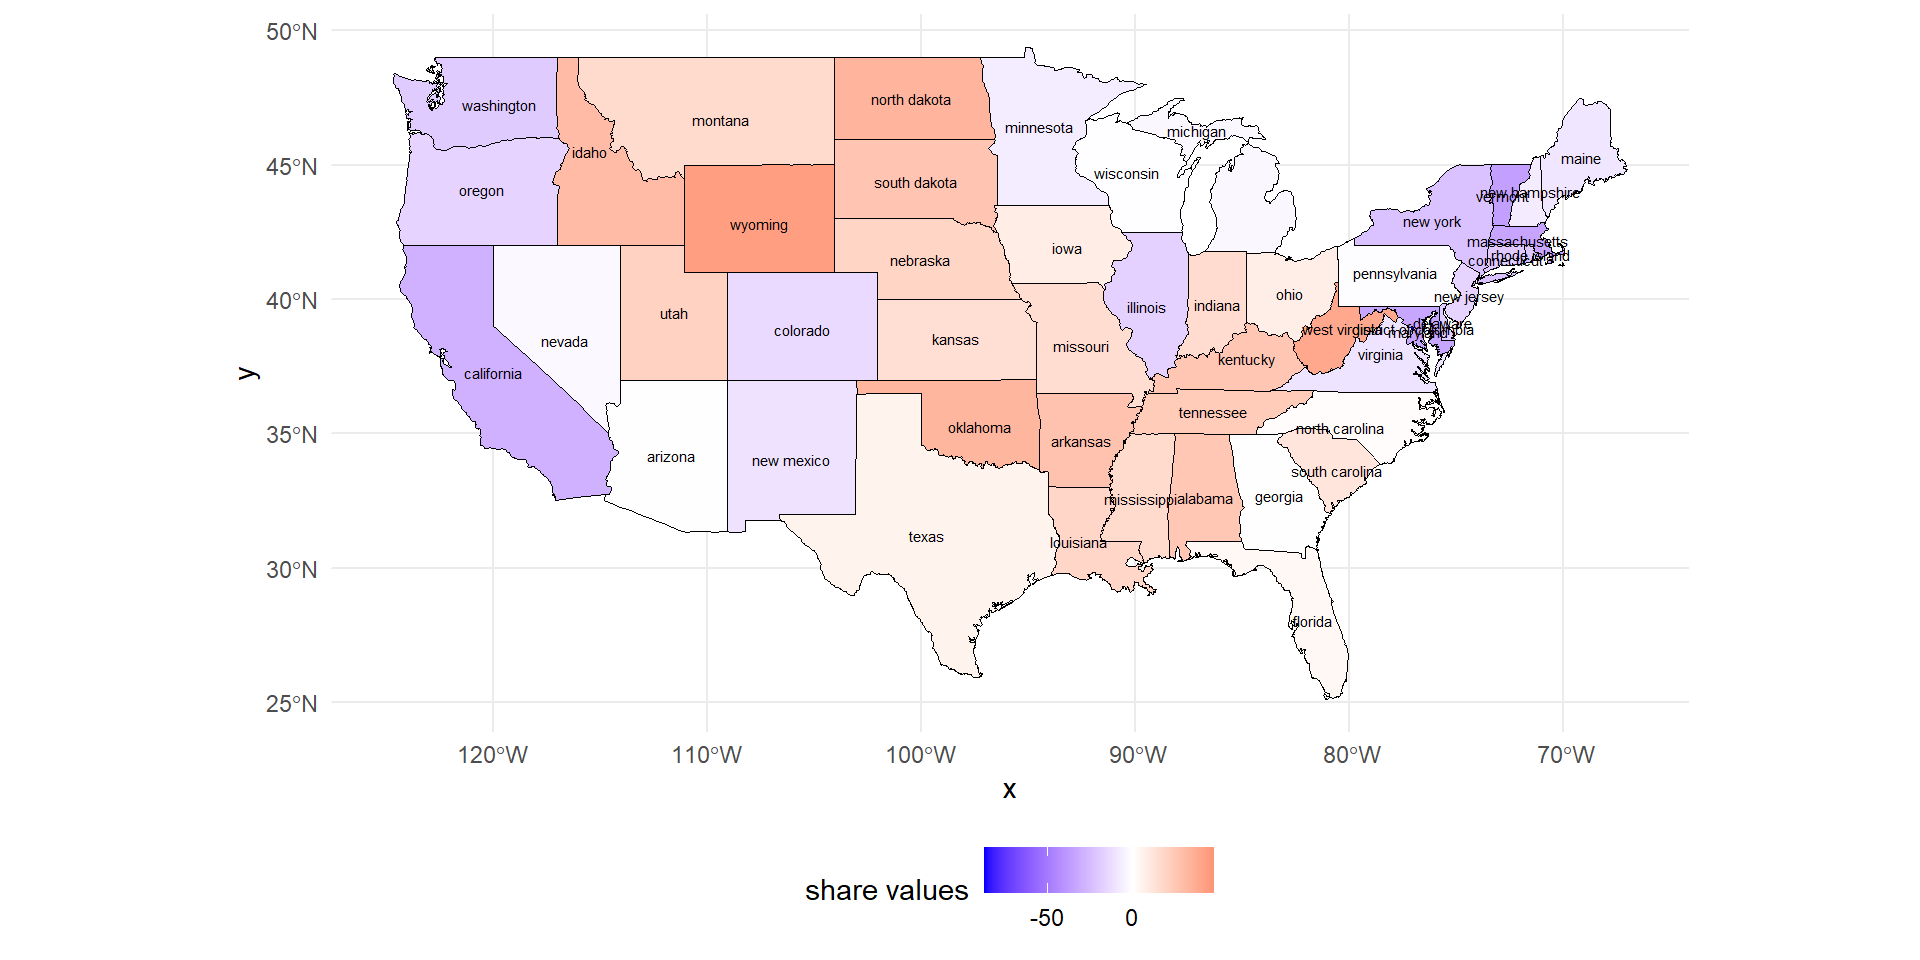 50°N
45°N
40°N
35°N
30°N
25°N
y
washington
montana
north dakota
minnesota
michigan
idaho
maine
wisconsin
south dakota
oregon
new hampshire
vermont
wyoming
new york
massachusetts
iowa
rhode island
nebraska
connecticut
pennsylvania
ohio
new jersey
illinois
indiana
utah
delaware
colorado
west virginia
district of columbia
maryland
nevada
kansas
missouri
virginia
kentucky
california
tennessee
oklahoma
north carolina
arkansas
arizona
new mexico
south carolina
georgia
mississippi
alabama
texas
louisiana
florida
120°W
110°W
100°W
90°W
80°W
70°W
x
share values
-50
0